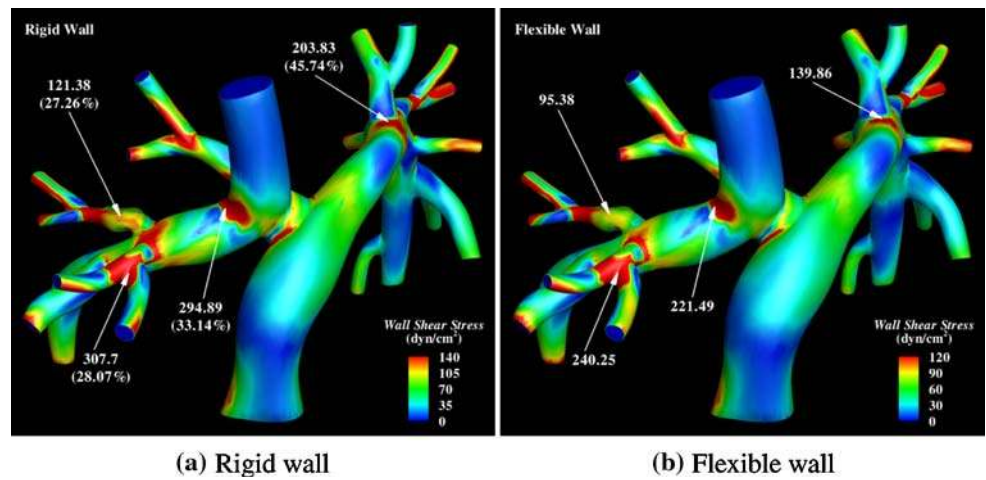 Rigid Wall
203.83
(45.74%)
121.38
(27.26%)
294.89
(33.14%)
307.7
(28.07%)
Wall Shear Stress
(dyn/cm²)
140
105
70
35
0
(a) Rigid wall
Flexible Wall
139.86
95.38
221.49
240.25
Wall Shear Stress
(dyn/cm²)
120
90
60
30
0
(b) Flexible wall